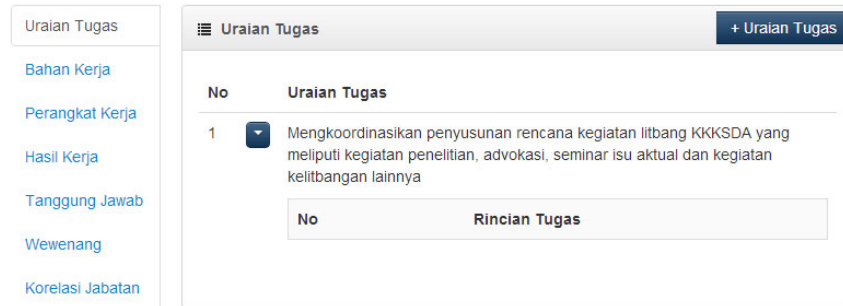 Uraian Tugas
Bahan Kerja
Perangkat Kerja
Hasil Kerja
Tanggung Jawab
Wewenang
Korelasi Jabatan
Uraian Tugas
+ Uraian Tugas
No Uraian Tugas
1 Mengkoordinasikan penyusunan rencana kegiatan litbang KKKSDA yang
meliputi kegiatan penelitian, advokasi, seminar isu aktual dan kegiatan
kelitbangan lainnya
No Rincian Tugas